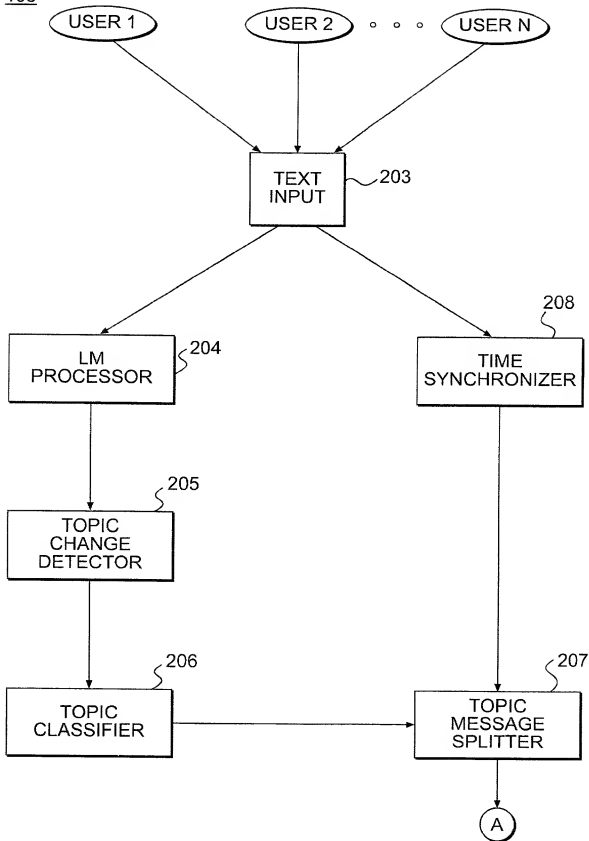 USER 1
USER 2
USER N
TEXT
INPUT
203
208
LM
PROCESSOR
204
TIME
SYNCHRONIZER
205
TOPIC
CHANGE
DETECTOR
206
207
TOPIC
CLASSIFIER
TOPIC
MESSAGE
SPLITTER
A